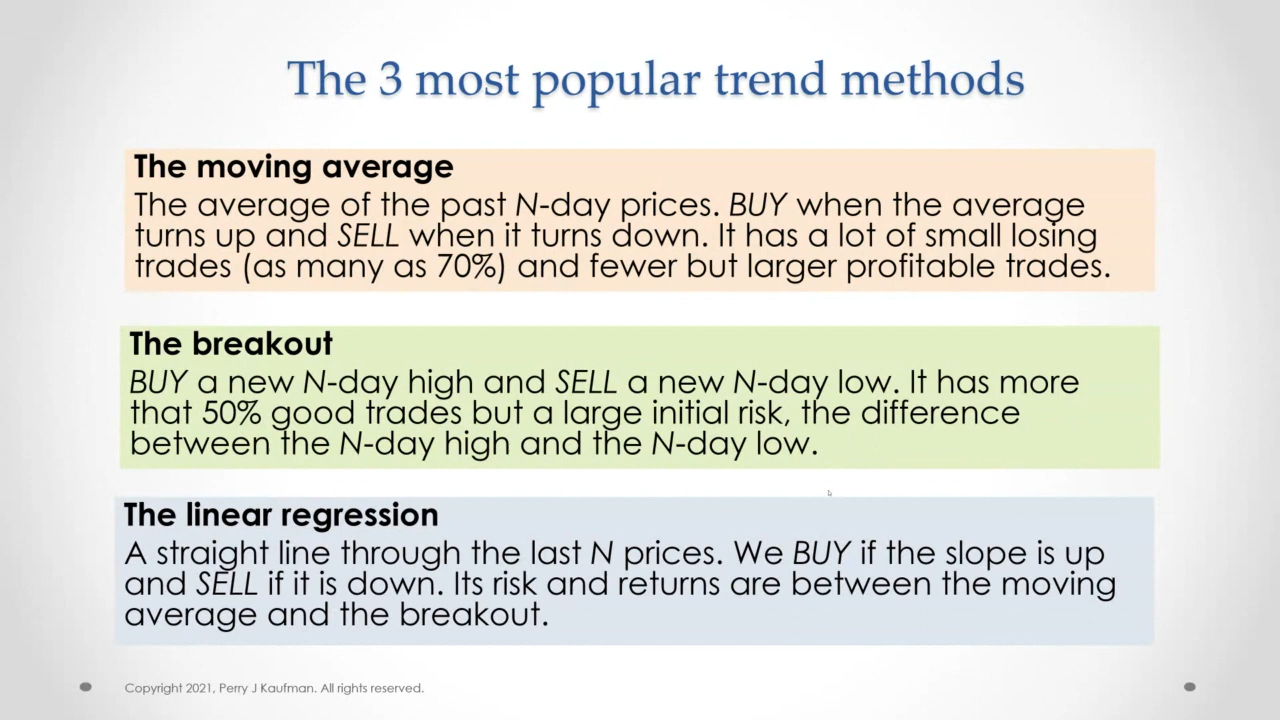 The 3 most popular trend methods
The moving average
The average of the past N-day prices. BUY when the average
turns up and SELL when it turns down. It has a lot of small losing
trades (as many as 70%) and fewer but larger profitable trades.
The breakout
BUY a new N-day high and SELL a new N-day low. It has more
that 50% good trades but a large initial risk, the difference
between the N-day high and the N-day low.
The linear regression
A straight line through the last N prices. We BUY if the slope is up
and SELL if it is down. Its risk and returns are between the moving
average and the breakout.
Copyright 2021, Perry J Kaufman. All rights reserved.